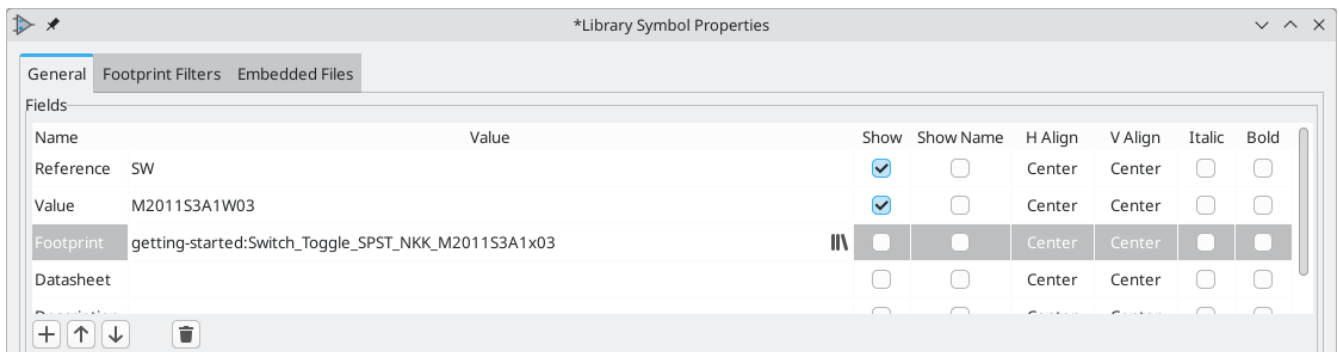 *Library Symbol Properties
General Footprint Filters Embedded Files
Fields
Name Value Show Show Name H Align V Align Italic Bold
Reference SW Center Center
Value M2011S3A1W03 Center Center
Footprint getting-started:Switch_Toggle_SPST_NKK_M2011S3A1x03 Center Center
Datasheet Center Center